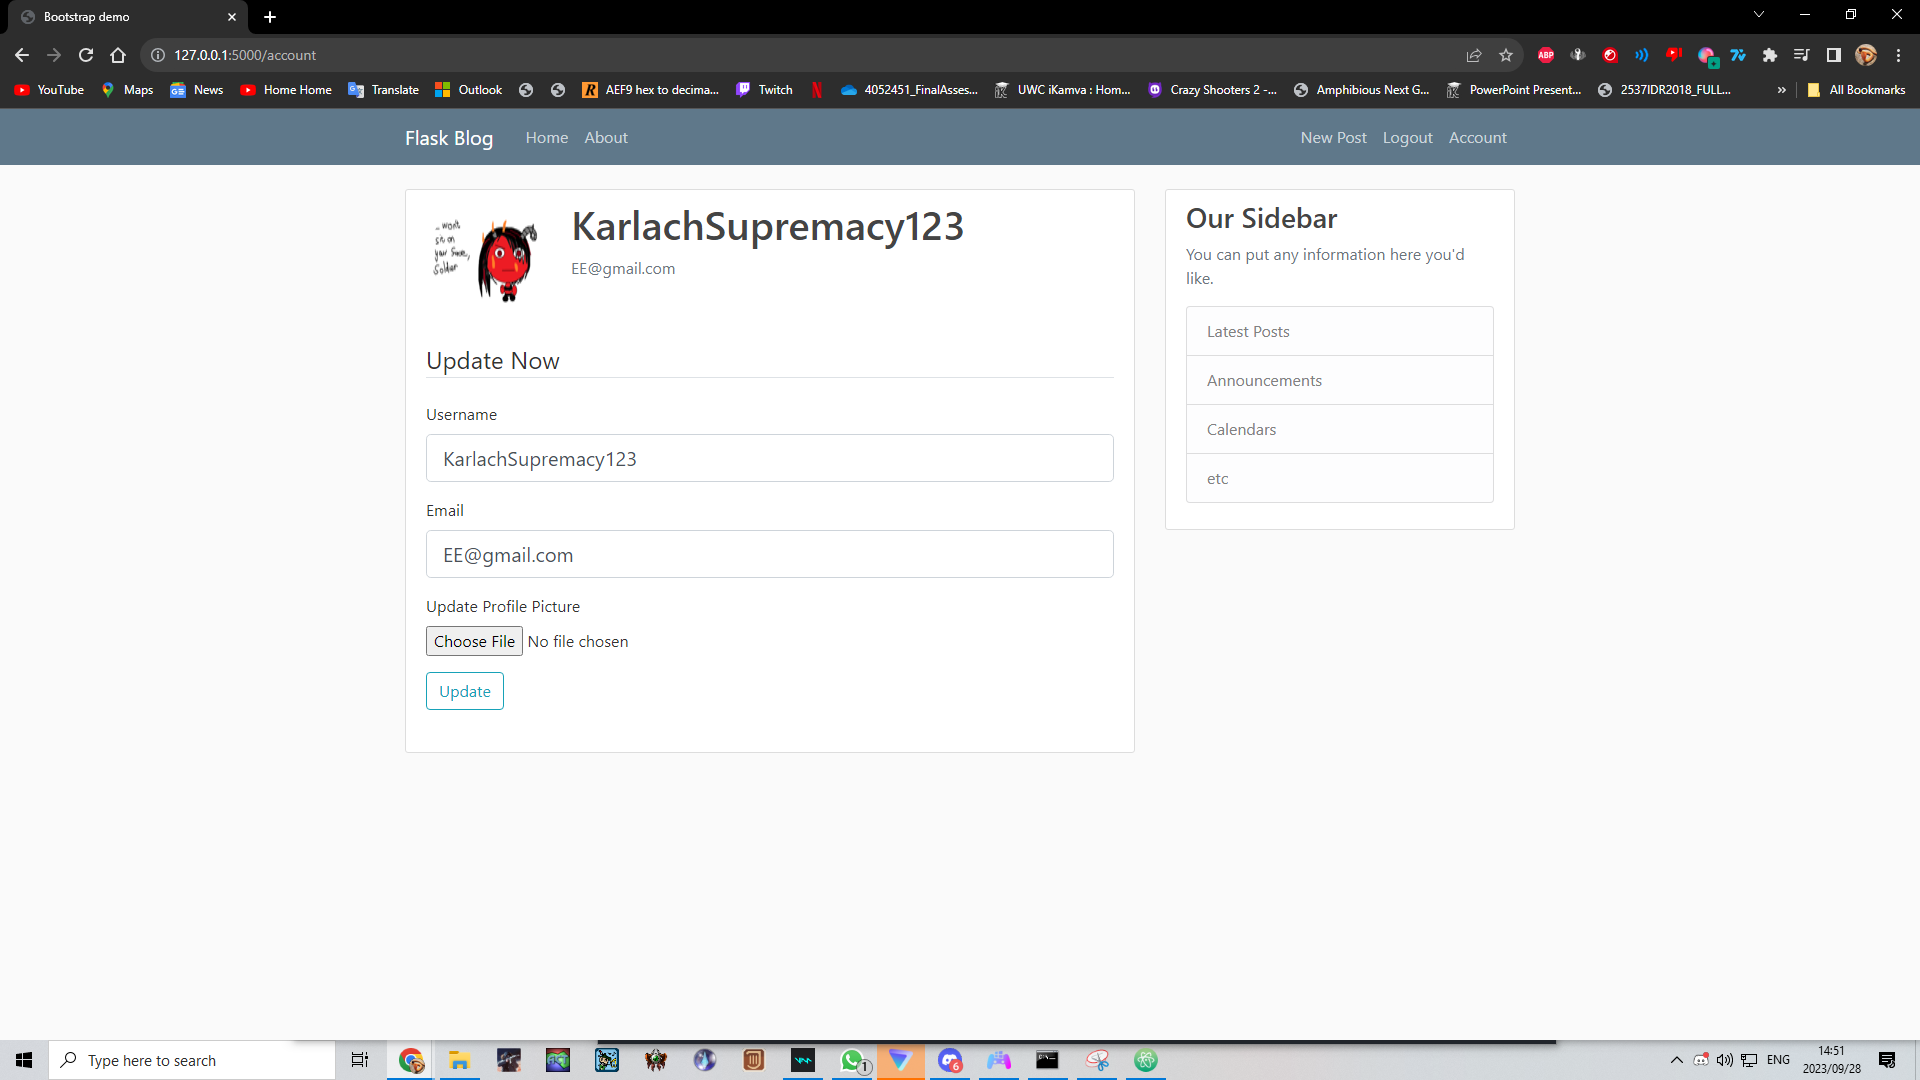 Bootstrap demo
127.0.0.1:5000/account
ABP
YouTube
Maps
News
Home Home
Translate
Outlook
AEF9 hex to decima...
Twitch
4052451_FinalAsses...
UWC iKamva : Hom...
Crazy Shooters 2 -...
Amphibious Next G...
PowerPoint Present...
2537IDR2018_FULL...
»
All Bookmarks
Flask Blog
Home
About
New Post
Logout
Account
KarlachSupremacy123
EE@gmail.com
Update Now
Username
KarlachSupremacy123
Email
EE@gmail.com
Update Profile Picture
Choose File No file chosen
Update
Our Sidebar
You can put any information here you'd
like.
Latest Posts
Announcements
Calendars
etc
Type here to search
1
6
ENG
14:51
2023/09/28